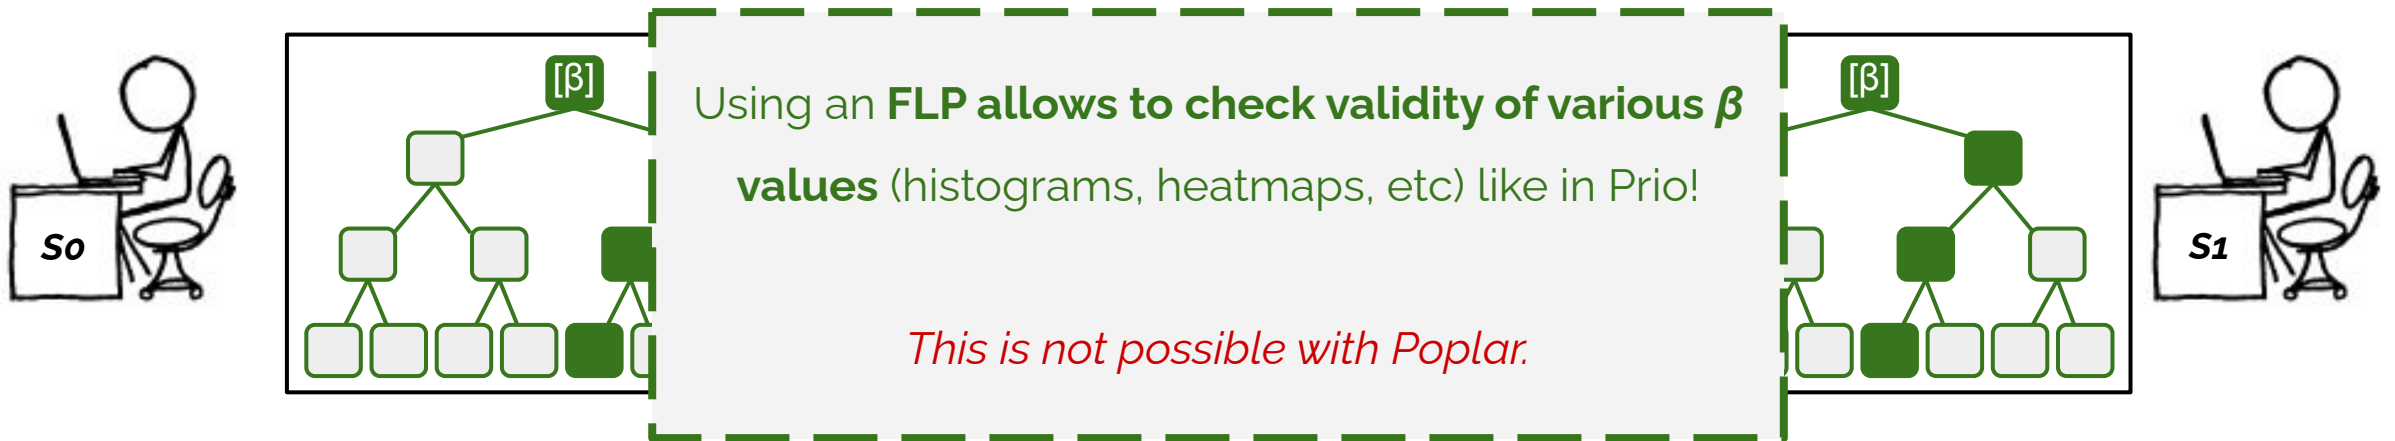 [β]
[β]
Using an FLP allows to check validity of various β
values (histograms, heatmaps, etc) like in Prio!
S0
S1
This is not possible with Poplar.